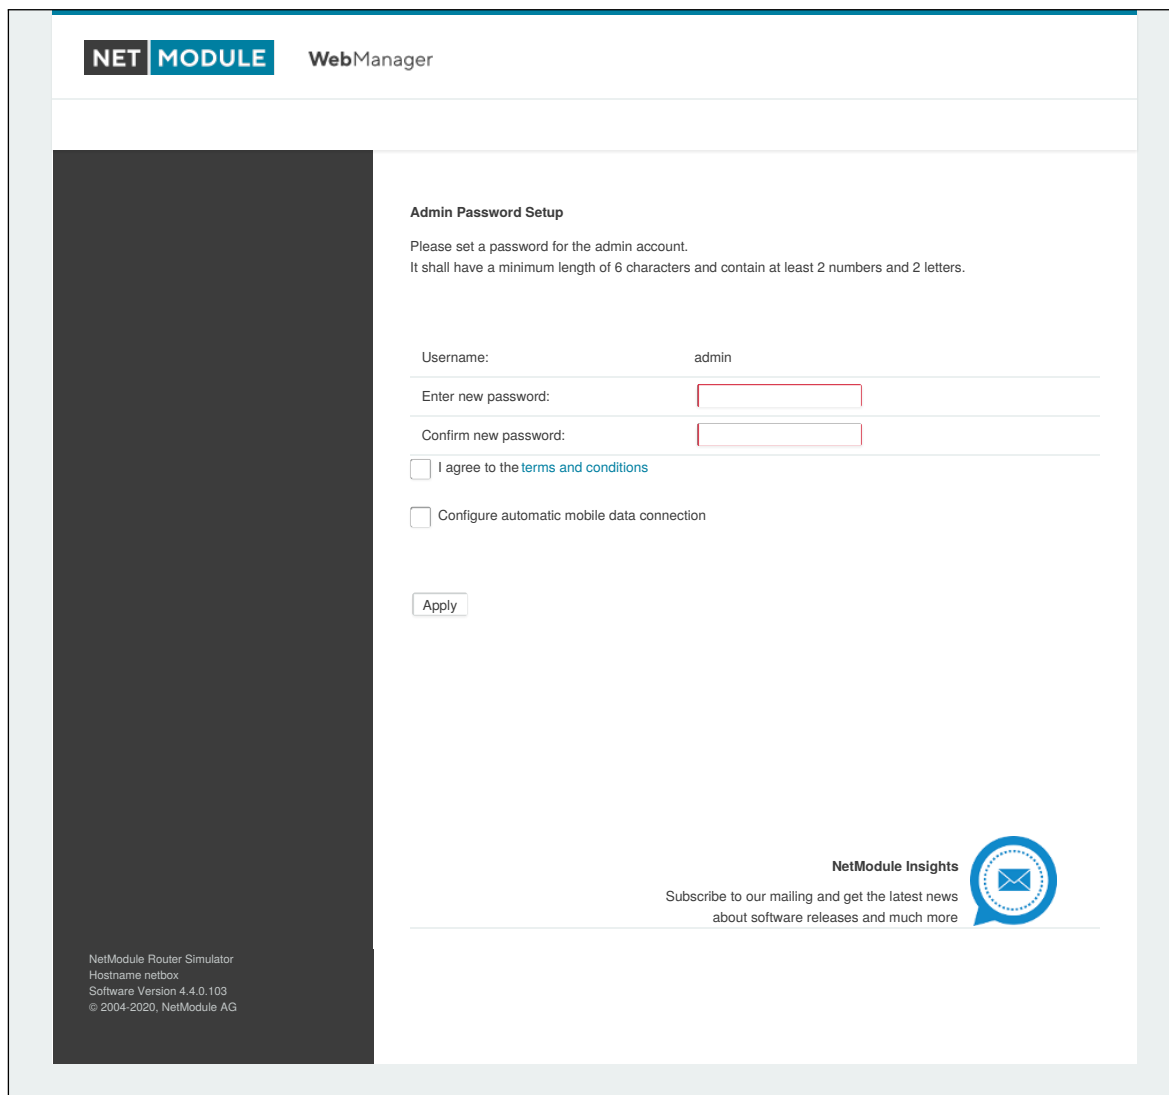 NET MODULE WebManager
Admin Password Setup
Please set a password for the admin account.
It shall have a minimum length of 6 characters and contain at least 2 numbers and 2 letters.
Username: admin
Enter new password:
Confirm new password:
I agree to the terms and conditions
Configure automatic mobile data connection
Apply
NetModule Insights
Subscribe to our mailing and get the latest news
about software releases and much more
NetModule Router Simulator
Hostname netbox
Software Version 4.4.0.103
© 2004-2020, NetModule AG